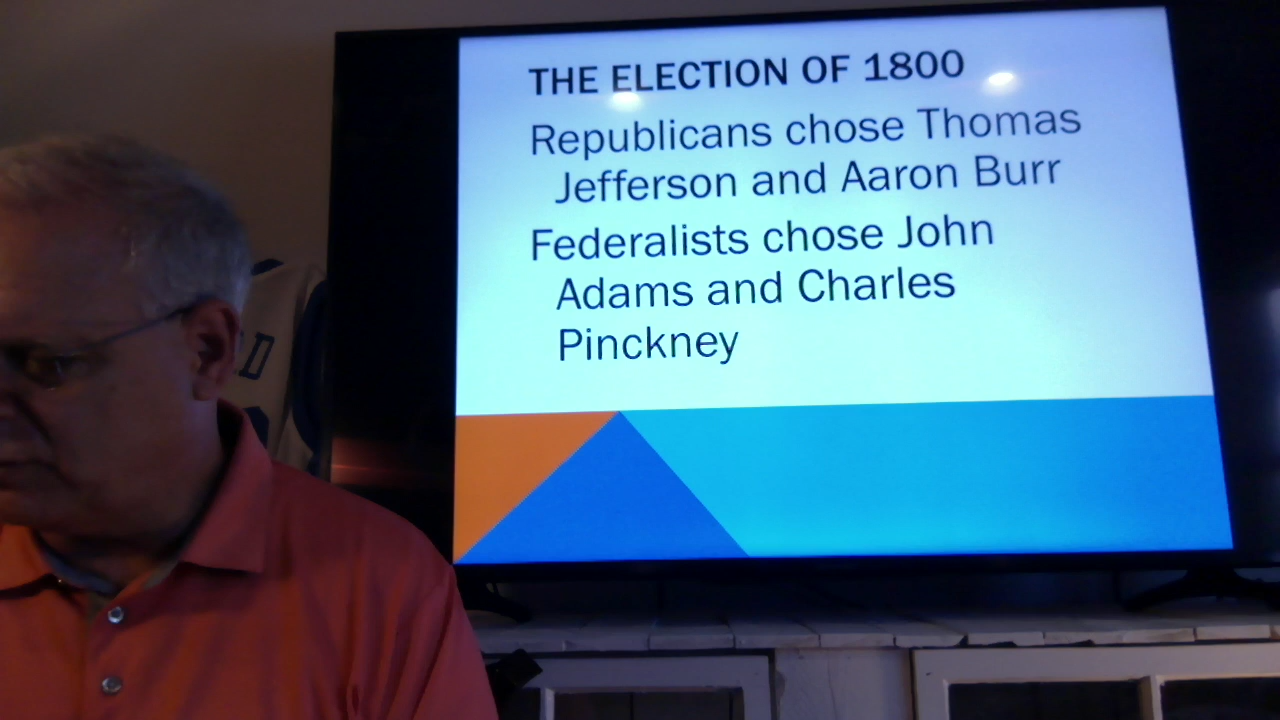 THE ELECTION OF 1800
Republicans chose Thomas
Jefferson and Aaron Burr
Federalists chose John
Adams and Charles
Pinckney
D